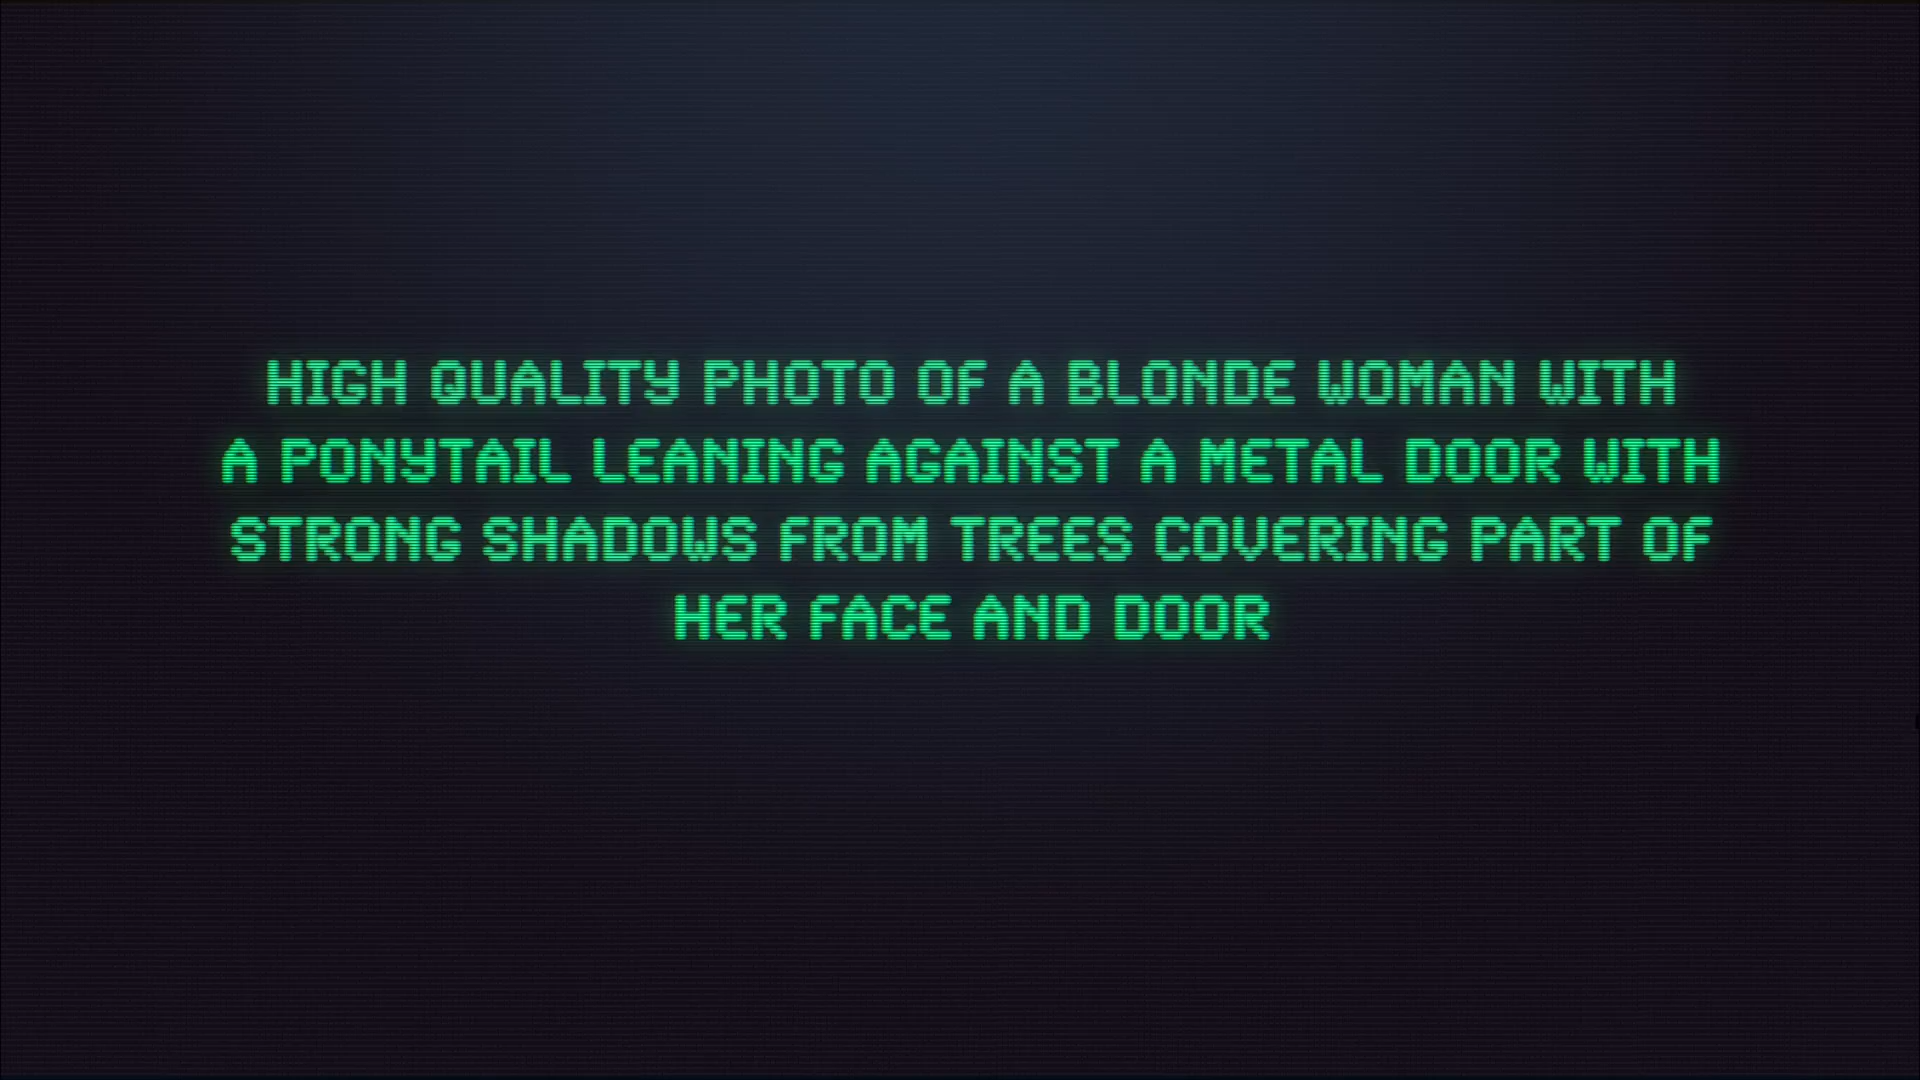 HIGH QUALITY PHOTO OF A BLONDE WOMAN WITH
A PONYTAIL LEANING AGAINST A METAL DOOR WITH
STRONG SHADOWS FROM TREES COVERING PART OF
HER FACE AND DOOR